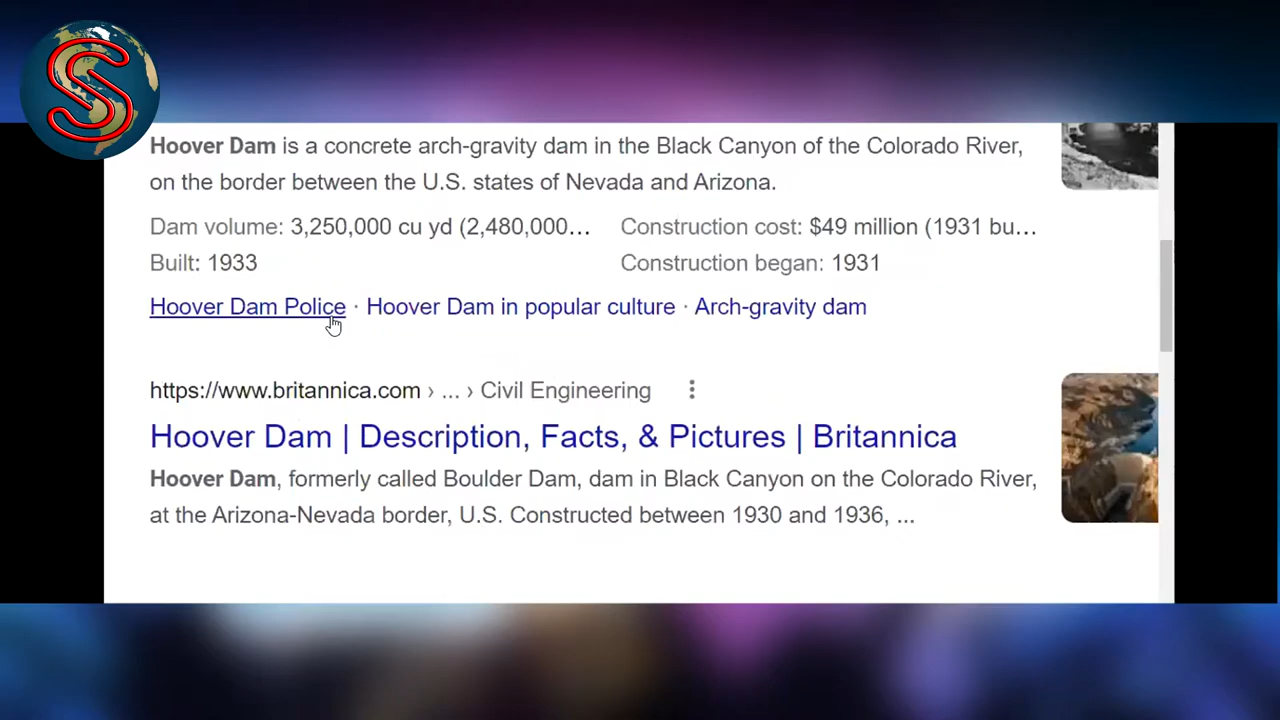 S
Hoover Dam is a concrete arch-gravity dam in the Black Canyon of the Colorado River,
on the border between the U.S. states of Nevada and Arizona.
Dam volume: 3,250,000 cu yd (2,480,000... Construction cost: $49 million (1931 bu...
Built: 1933 Construction began: 1931
Hoover Dam Police · Hoover Dam in popular culture · Arch-gravity dam
https://www.britannica.com › ... › Civil Engineering
Hoover Dam | Description, Facts, & Pictures | Britannica
Hoover Dam, formerly called Boulder Dam, dam in Black Canyon on the Colorado River,
at the Arizona-Nevada border, U.S. Constructed between 1930 and 1936, ...